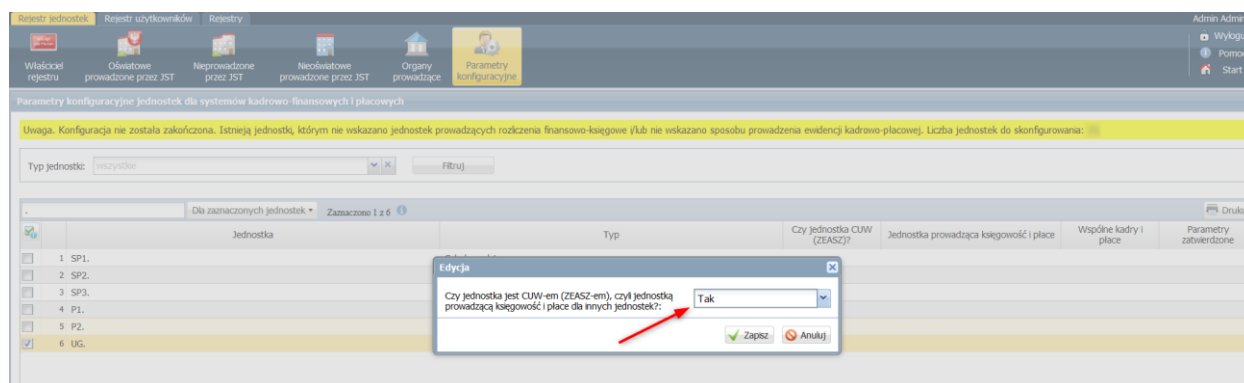 Rejestr jednostek Rejestr użytkowników Rejestry Admin Admin
Wylogu
Pomoc
Start
Właściciel rejestru
Oświatowe prowadzone przez JST
Nieprowadzone przez JST
Nieoświatowe prowadzone przez JST
Organy prowadzące
Parametry konfiguracyjne
Parametry konfiguracyjne jednostek dla systemów kadrowo-finansowych i płacowych
Uwaga. Konfiguracja nie została zakończona. Istnieją jednostki, którym nie wskazano jednostek prowadzących rozliczenia finansowo-księgowe i/lub nie wskazano sposobu prowadzenia ewidencji kadrowo-płacowej. Liczba jednostek do skonfigurowania:
Typ jednostki: wszystkie Filtruj
. Dla zaznaczonych jednostek Zaznaczono 1 z 6 Druku
Jednostka Typ Czy jednostka CUW (ZEASZ)? Jednostka prowadząca księgowość i płace Wspólne kadry i płace Parametry zatwierdzone
1 SP1.
2 SP2.
3 SP3.
4 P1.
5 P2.
6 UG.
Edycja
Czy jednostka jest CUW-em (ZEASZ-em), czyli jednostką
prowadzącą księgowość i płace dla innych jednostek?: Tak
Zapisz Anuluj